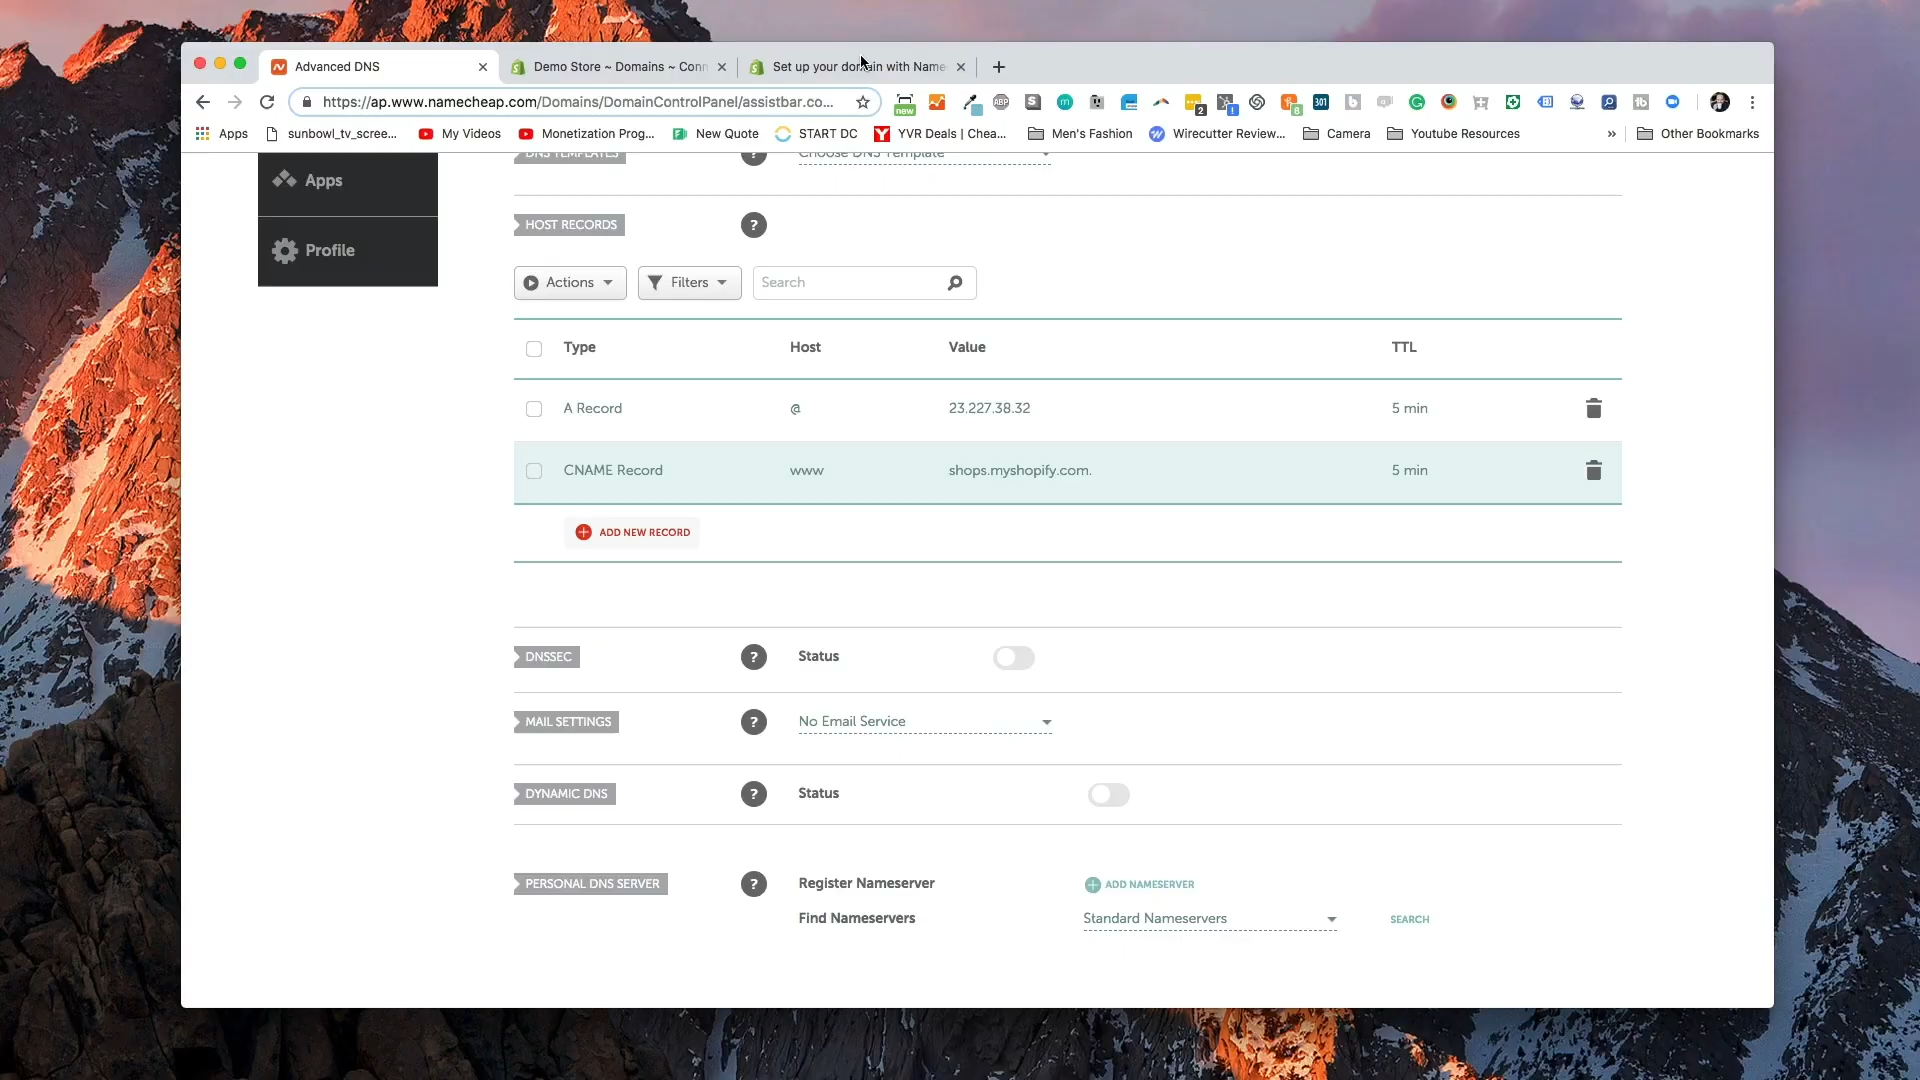 Advanced DNS
Demo Store ~ Domains ~ Conn
Set up your domain with Name
https://ap.www.namecheap.com/Domains/DomainControlPanel/assistbar.co...
new
ABP
2
!
8
301
Apps
sunbowl_tv_scree...
My Videos
Monetization Prog...
New Quote
START DC
YVR Deals | Chea...
Men's Fashion
Wirecutter Review...
Camera
Youtube Resources
»
Other Bookmarks
Apps
Profile
DNS TEMPLATES
?
Choose DNS Template
HOST RECORDS
?
Actions
Filters
Search
Type Host Value TTL
A Record @ 23.227.38.32 5 min
CNAME Record www shops.myshopify.com. 5 min
ADD NEW RECORD
DNSSEC ? Status
MAIL SETTINGS ? No Email Service
DYNAMIC DNS ? Status
PERSONAL DNS SERVER ? Register Nameserver ADD NAMESERVER
Find Nameservers Standard Nameservers SEARCH